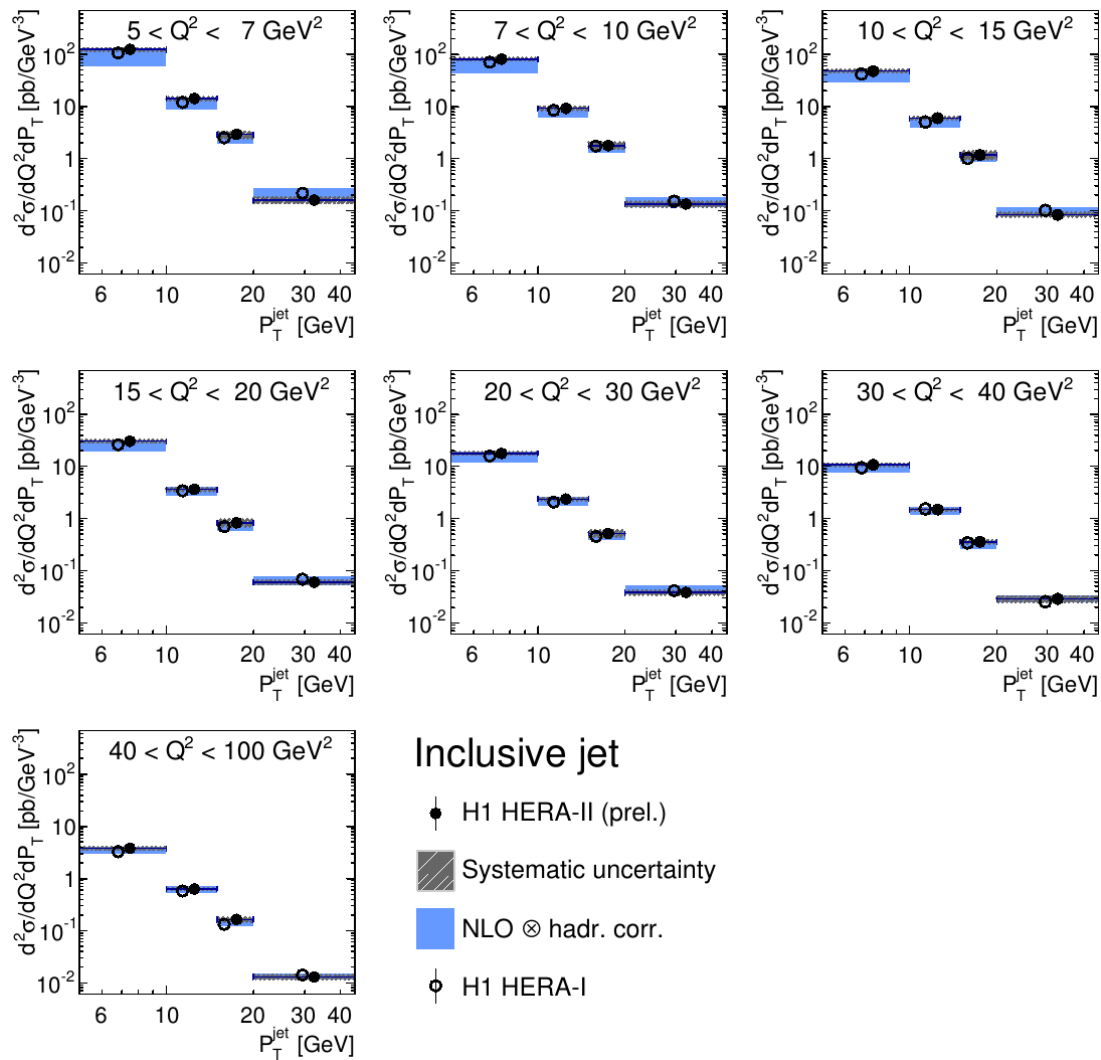 5 < Q² < 7 GeV²
d²σ/dQ²dP_T [pb/GeV⁻³]
10²
10
1
10⁻¹
10⁻²
6 10 20 30 40
P_T^jet [GeV]
7 < Q² < 10 GeV²
d²σ/dQ²dP_T [pb/GeV⁻³]
10²
10
1
10⁻¹
10⁻²
6 10 20 30 40
P_T^jet [GeV]
10 < Q² < 15 GeV²
d²σ/dQ²dP_T [pb/GeV⁻³]
10²
10
1
10⁻¹
10⁻²
6 10 20 30 40
P_T^jet [GeV]
15 < Q² < 20 GeV²
d²σ/dQ²dP_T [pb/GeV⁻³]
10²
10
1
10⁻¹
10⁻²
6 10 20 30 40
P_T^jet [GeV]
20 < Q² < 30 GeV²
d²σ/dQ²dP_T [pb/GeV⁻³]
10²
10
1
10⁻¹
10⁻²
6 10 20 30 40
P_T^jet [GeV]
30 < Q² < 40 GeV²
d²σ/dQ²dP_T [pb/GeV⁻³]
10²
10
1
10⁻¹
10⁻²
6 10 20 30 40
P_T^jet [GeV]
40 < Q² < 100 GeV²
d²σ/dQ²dP_T [pb/GeV⁻³]
10²
10
1
10⁻¹
10⁻²
6 10 20 30 40
P_T^jet [GeV]
Inclusive jet
H1 HERA-II (prel.)
Systematic uncertainty
NLO ⊗ hadr. corr.
H1 HERA-I